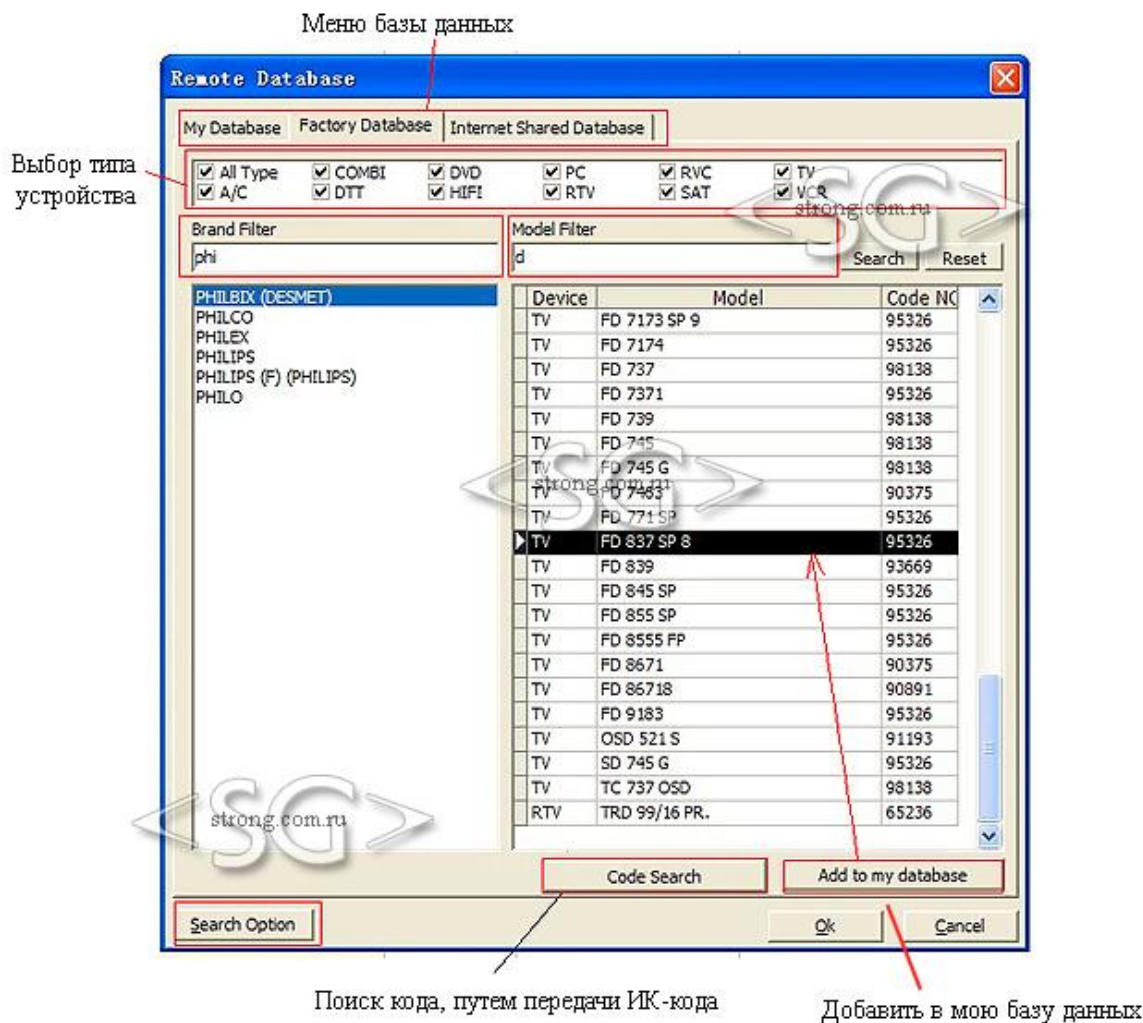 Меню базы данных
Remote Database
My Database Factory Database Internet Shared Database
Выбор типа
устройства
All Type COMBI DVD PC RVC TV
A/C DTT HIFI RTV SAT VCR
SG
strong.com.ru
Brand Filter Model Filter
phi d Search Reset
PHILBIX (DESMET)
PHILCO
PHILEX
PHILIPS
PHILIPS (F) (PHILIPS)
PHILO
Device Model Code NO
TV FD 7173 SP 9 95326
TV FD 7174 95326
TV FD 737 98138
TV FD 7371 95326
TV FD 739 98138
TV FD 745 98138
TV FD 745 G 98138
SG
strong.com.ru
TV FD 7463 90375
TV FD 771 SP 95326
TV FD 837 SP 8 95326
TV FD 839 93669
TV FD 845 SP 95326
TV FD 855 SP 95326
TV FD 8555 FP 95326
TV FD 8671 90375
TV FD 86718 90891
TV FD 9183 95326
TV OSD 521 S 91193
TV SD 745 G 95326
TV TC 737 OSD 98138
RTV TRD 99/16 PR. 65236
SG
strong.com.ru
Code Search Add to my database
Search Option Ok Cancel
Поиск кода, путем передачи ИК-кода
Добавить в мою базу данных